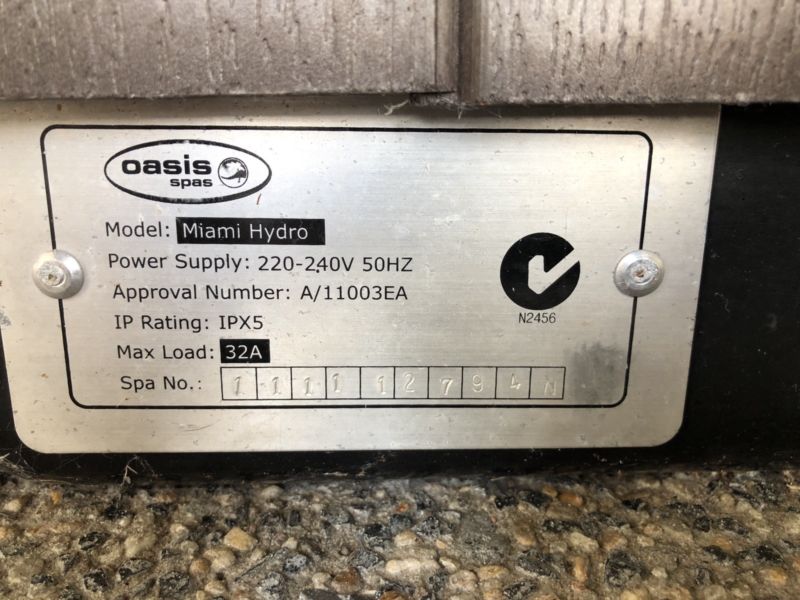 oasis
spas
Model: Miami Hydro
Power Supply: 220-240V 50HZ
Approval Number: A/11003EA
IP Rating: IPX5
Max Load: 32A
Spa No.: 1 1 1 1 1 2 7 9 4 N
N2456